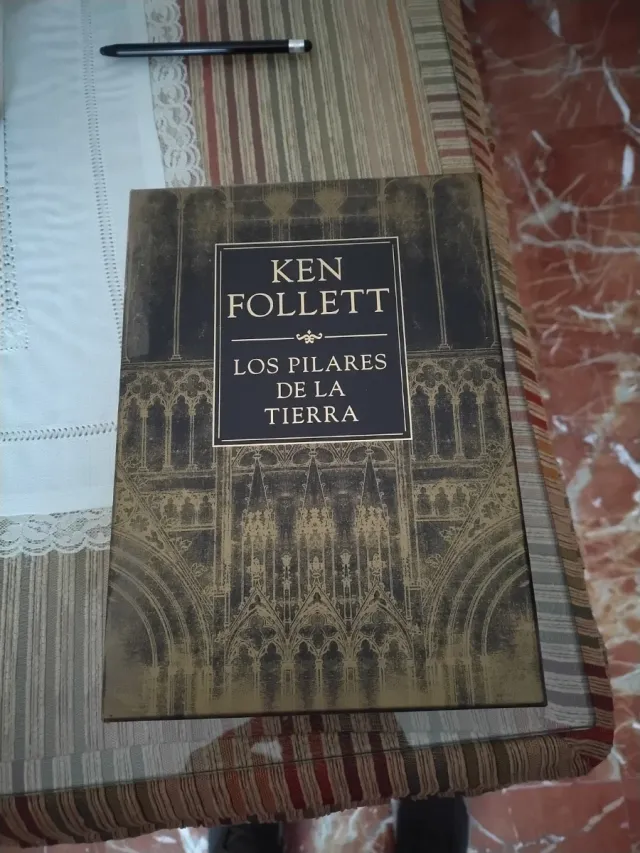 KEN
FOLLETT
LOS PILARES
DE LA
TIERRA